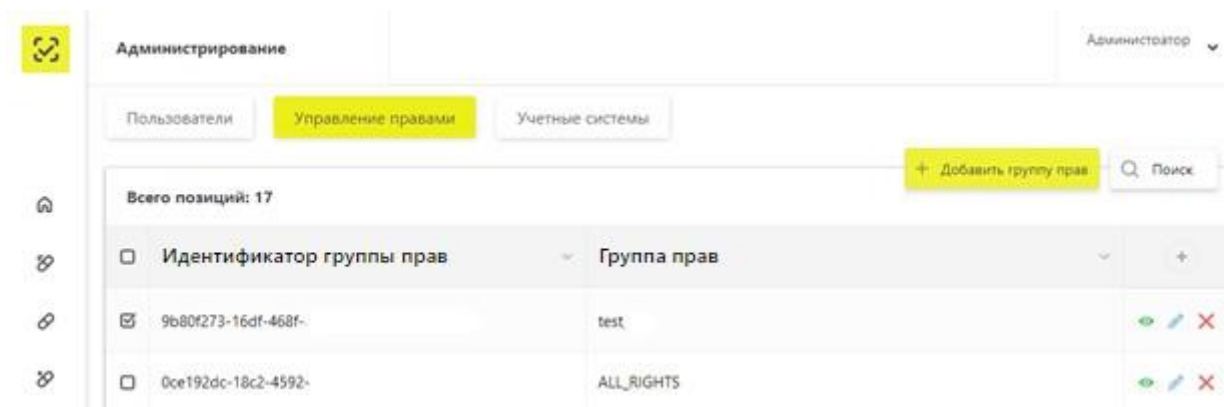 Администрирование
Администратор
Пользователи Управление правами Учетные системы
+ Добавить группу прав Поиск
Всего позиций: 17
Идентификатор группы прав Группа прав +
9b80f273-16df-468f- test
0ce192dc-18c2-4592- ALL_RIGHTS